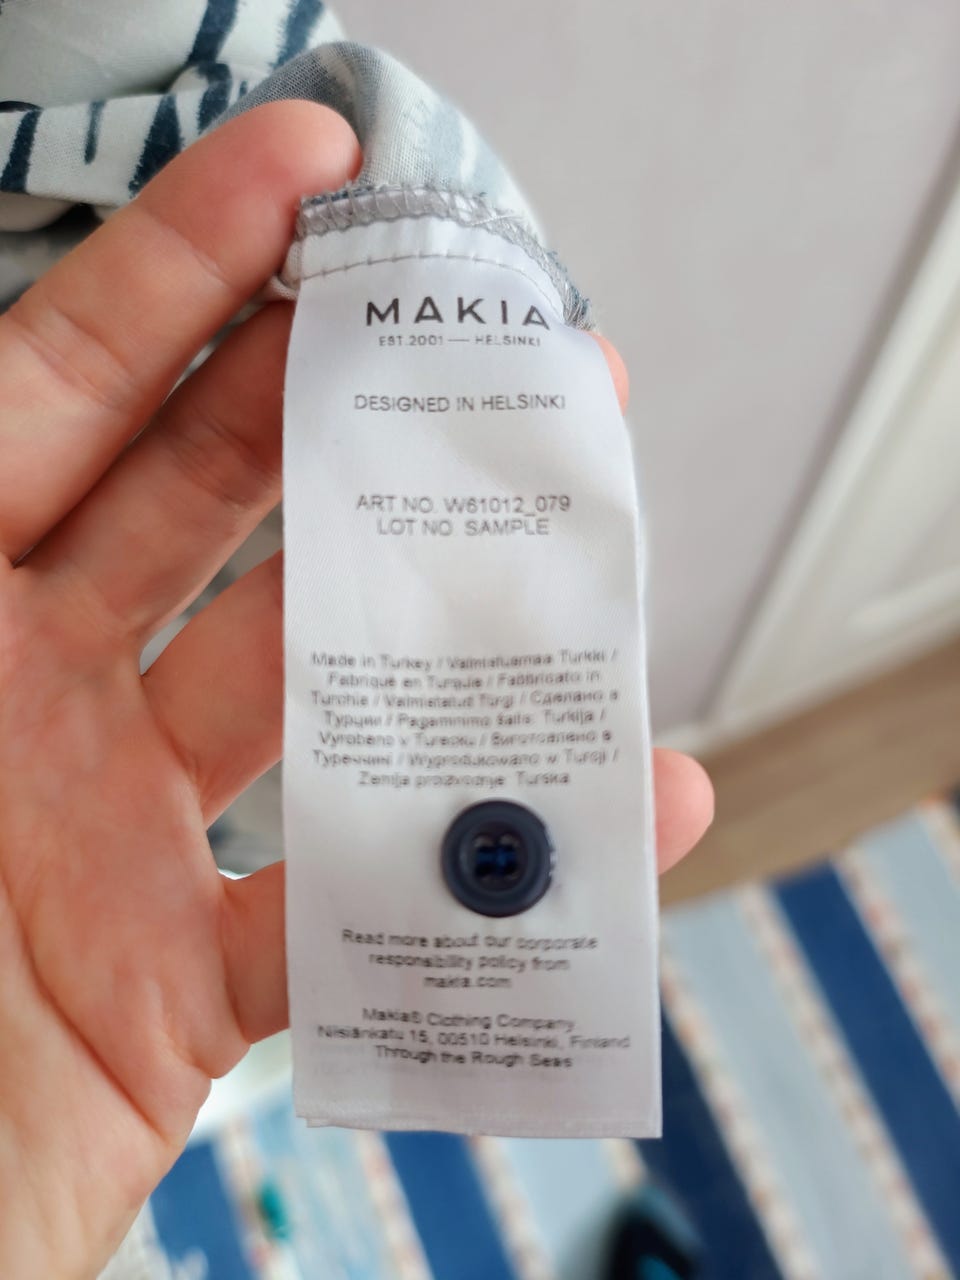 MAKIA
EST.2001 — HELSINKI
DESIGNED IN HELSINKI
ART NO. W61012_079
LOT NO SAMPLE
Made in Turkey / Valmistusmaa Turkki /
Fabriqué en Turquie / Fabbricato in
Turchia / Valmistatud Türgi / Сделано в
Турции / Pagaminimo šalis: Turkija /
Vyrobeno v Turecku / Виготовлено в
Туреччині / Wyprodukowano w Turcji /
Zemlja proizvodnje Turska
Read more about our corporate
responsibility policy from
makia.com
Makia® Clothing Company
Nilsiänkatu 15, 00510 Helsinki, Finland
Through the Rough Seas